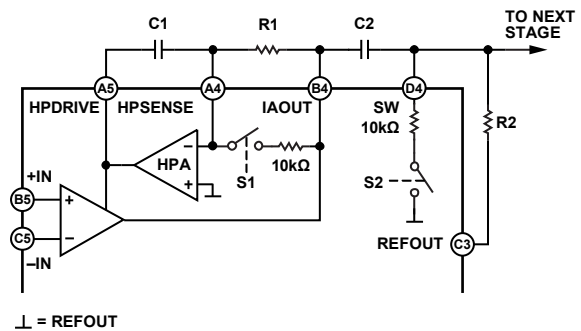 C1
R1
C2
TO NEXT
STAGE
A5
A4
B4
D4
HPDRIVE
HPSENSE
IAOUT
SW
10kΩ
R2
HPA
–
+
S1
10kΩ
S2
+IN
B5
+
C5
–
–IN
REFOUT
C3
⊥ = REFOUT